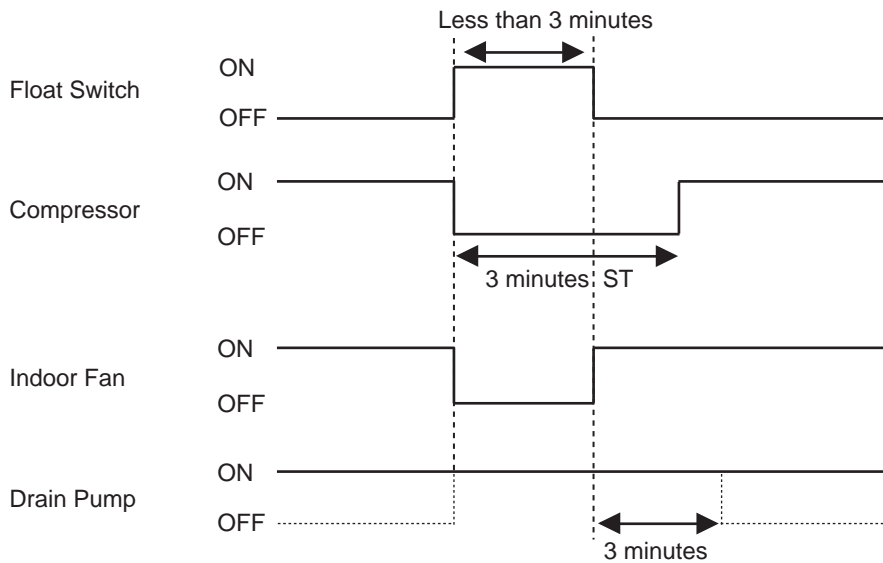 Less than 3 minutes
Float Switch
ON
OFF
Compressor
ON
OFF
3 minutes ST
Indoor Fan
ON
OFF
Drain Pump
ON
OFF
3 minutes